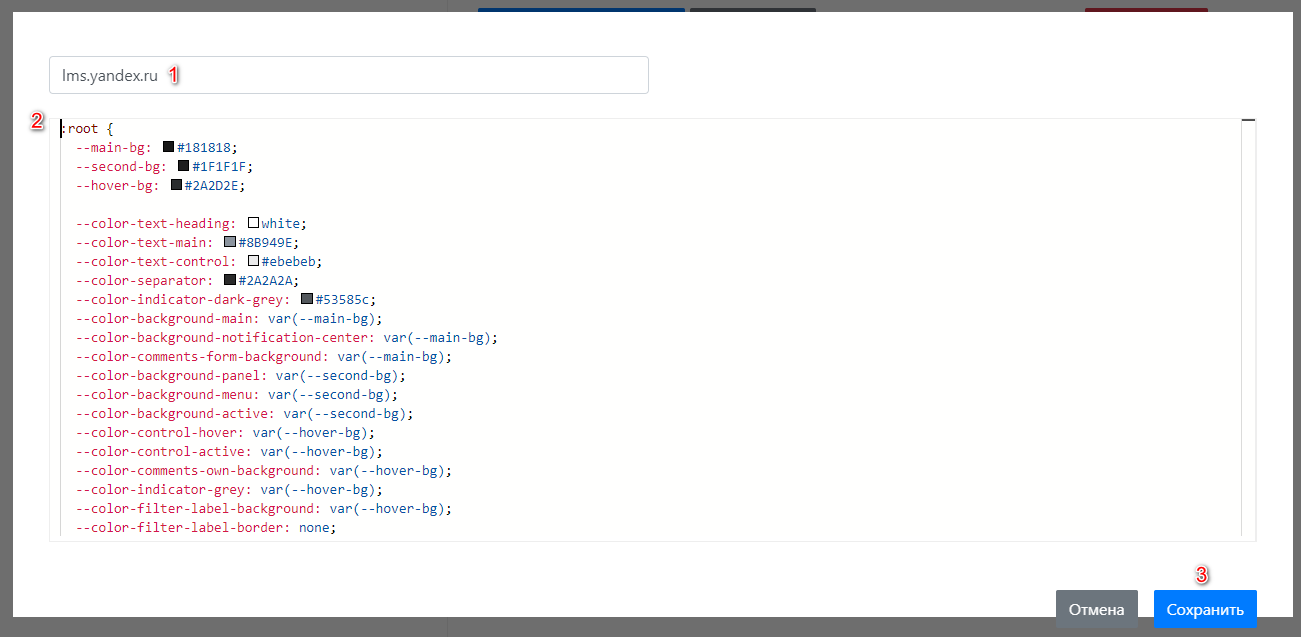 lms.yandex.ru 1
2
:root {
--main-bg: #181818;
--second-bg: #1F1F1F;
--hover-bg: #2A2D2E;
--color-text-heading: white;
--color-text-main: #8B949E;
--color-text-control: #ebebeb;
--color-separator: #2A2A2A;
--color-indicator-dark-grey: #53585c;
--color-background-main: var(--main-bg);
--color-background-notification-center: var(--main-bg);
--color-comments-form-background: var(--main-bg);
--color-background-panel: var(--second-bg);
--color-background-menu: var(--second-bg);
--color-background-active: var(--second-bg);
--color-control-hover: var(--hover-bg);
--color-control-active: var(--hover-bg);
--color-comments-own-background: var(--hover-bg);
--color-indicator-grey: var(--hover-bg);
--color-filter-label-background: var(--hover-bg);
--color-filter-label-border: none;
3
Отмена Сохранить